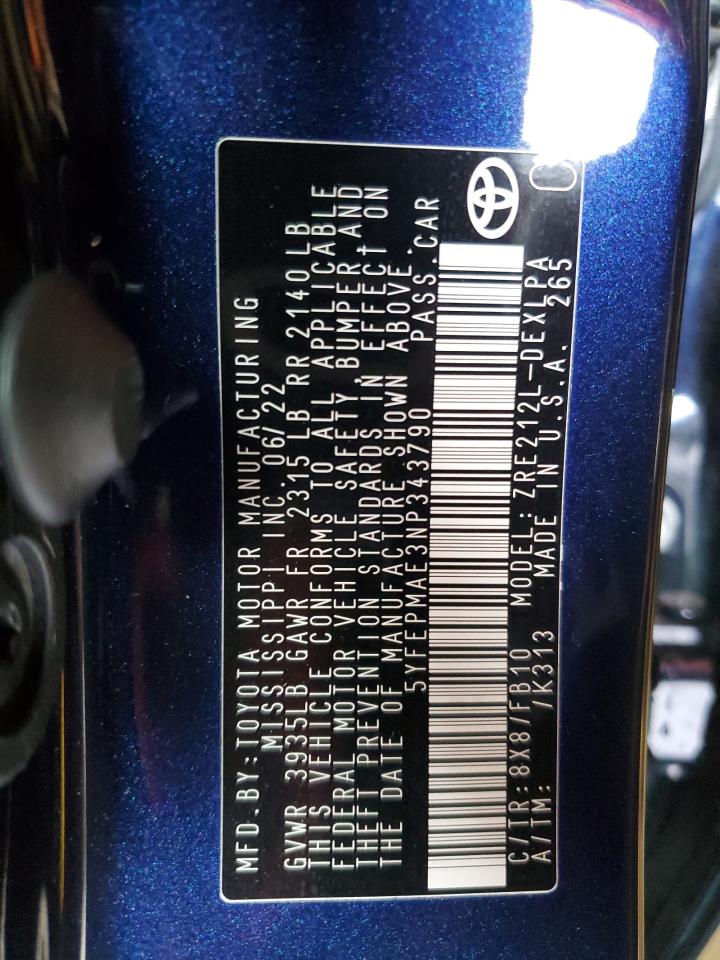 MFD.BY:TOYOTA MOTOR MANUFACTURING
MISSISSIPPI INC. 06/22
GVWR 3935LB GAWR FR 2315 LB RR 2140LB
THIS VEHICLE CONFORMS TO ALL APPLICABLE
FEDERAL MOTOR VEHICLE SAFETY, BUMPER AND
THEFT PREVENTION STANDARDS IN EFFECT ON
THE DATE OF MANUFACTURE SHOWN ABOVE.
5YFEPMAE3NP343790 PASS.CAR
C/TR:8X8/FB10 MODEL:ZRE212L-DEXLPA
A/TM: /K313 MADE IN U.S.A. 265